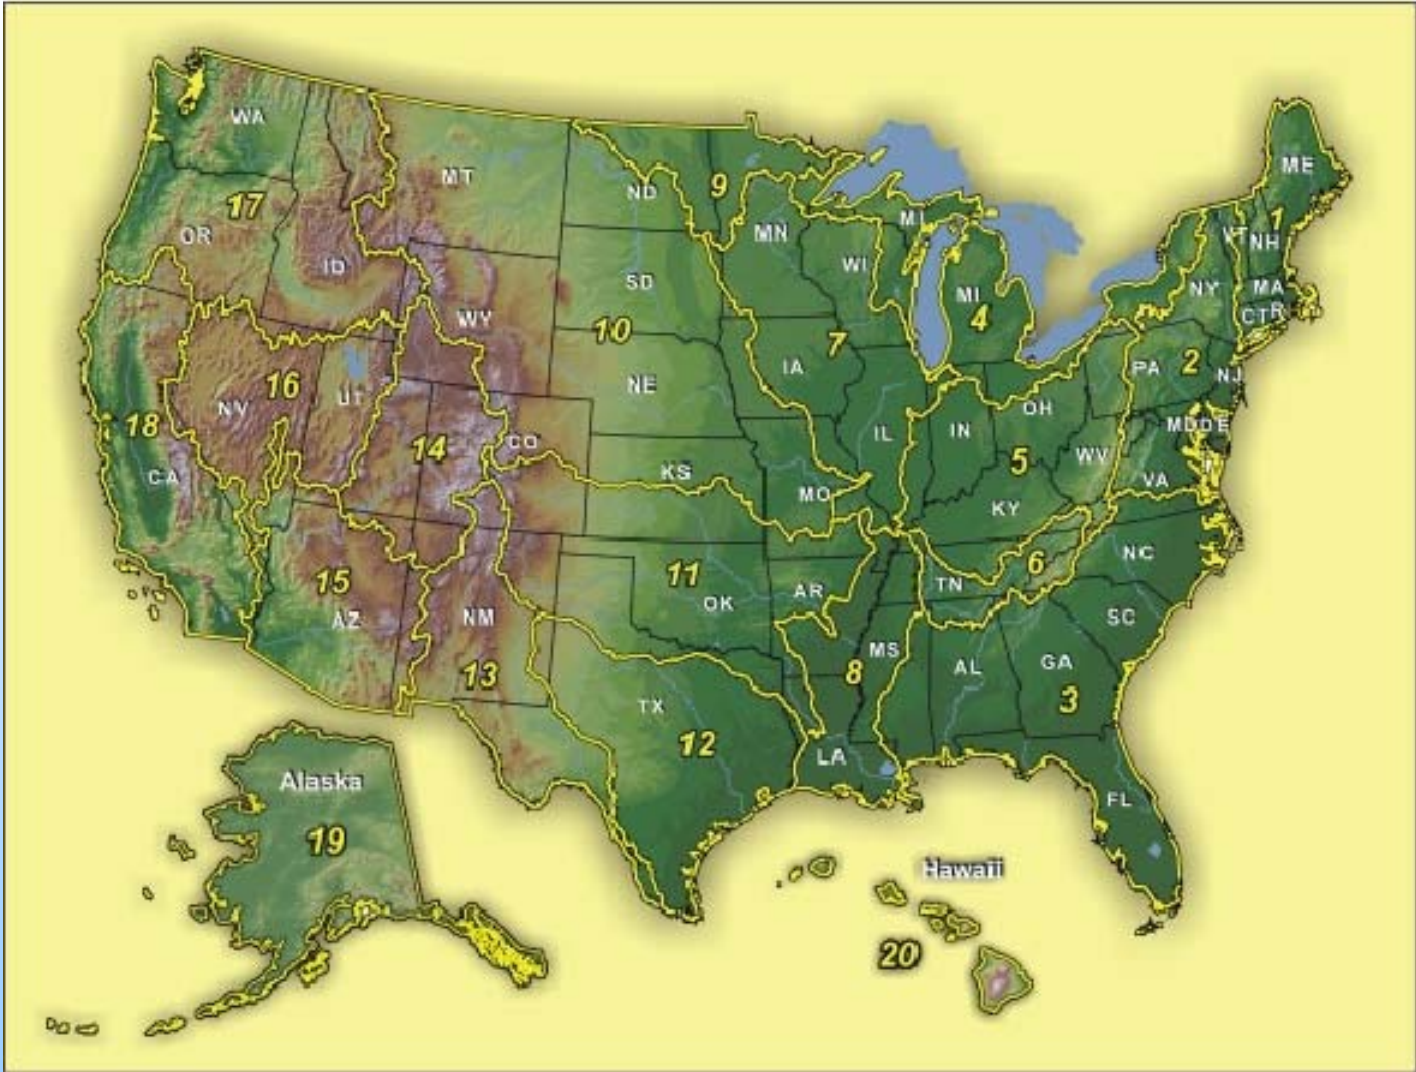 WA
ME
MT
ND
9
17
OR
MN
MI
VT
NH
1
ID
WI
SD
MI
4
NY
MA
CT
R
WY
10
7
IA
PA
2
NJ
16
UT
NE
NV
OH
18
14
CO
IL
IN
MD
DE
5
WV
CA
KS
MO
KY
VA
NC
6
15
11
OK
AR
TN
AZ
NM
SC
MS
AL
GA
13
8
3
TX
12
LA
Alaska
FL
19
Hawaii
20